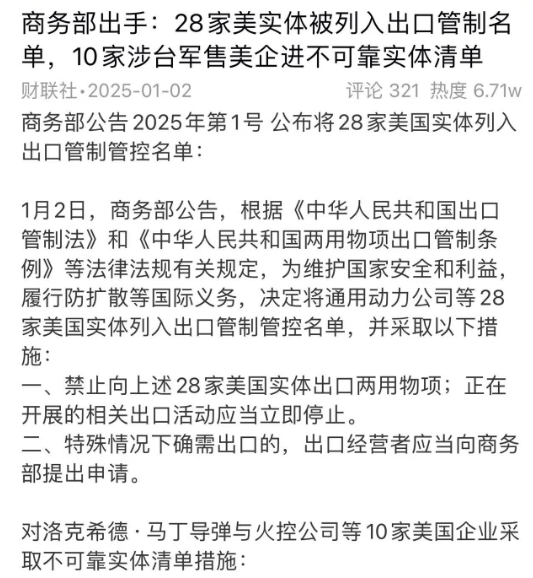 商务部出手：28家美实体被列入出口管制名
单，10家涉台军售美企进不可靠实体清单
财联社·2025-01-02 评论 321 热度 6.71w
商务部公告2025年第1号 公布将28家美国实体列入
出口管制管控名单：
1月2日，商务部公告，根据《中华人民共和国出口
管制法》和《中华人民共和国两用物项出口管制条
例》等法律法规有关规定，为维护国家安全和利益，
履行防扩散等国际义务，决定将通用动力公司等28
家美国实体列入出口管制管控名单，并采取以下措
施：
一、禁止向上述28家美国实体出口两用物项；正在
开展的相关出口活动应当立即停止。
二、特殊情况下确需出口的，出口经营者应当向商务
部提出申请。
对洛克希德·马丁导弹与火控公司等10家美国企业采
取不可靠实体清单措施：